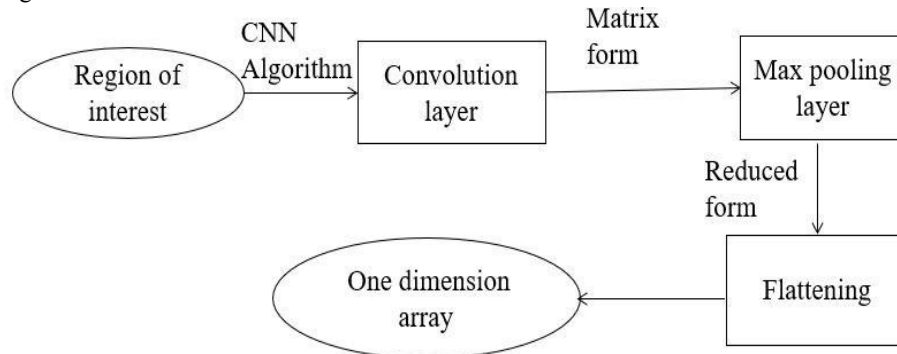 Region of
interest
CNN
Algorithm
Convolution
layer
Matrix
form
Max pooling
layer
Reduced
form
Flattening
One dimension
array